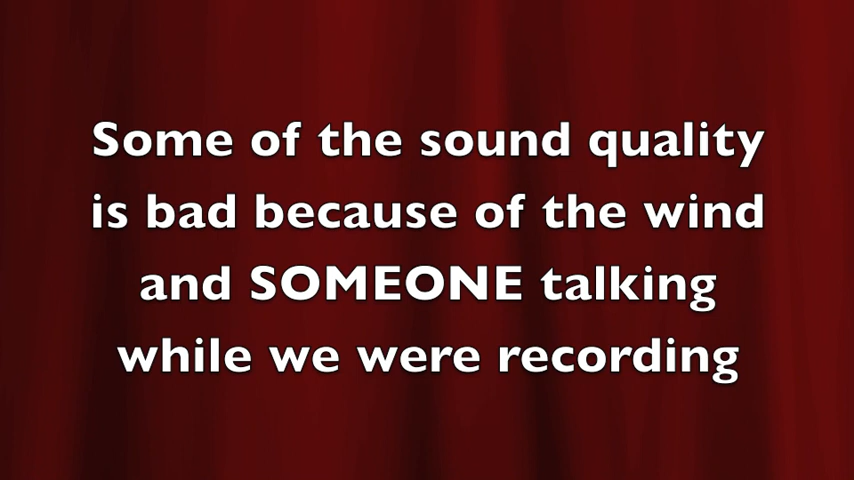 Some of the sound quality
is bad because of the wind
and SOMEONE talking
while we were recording